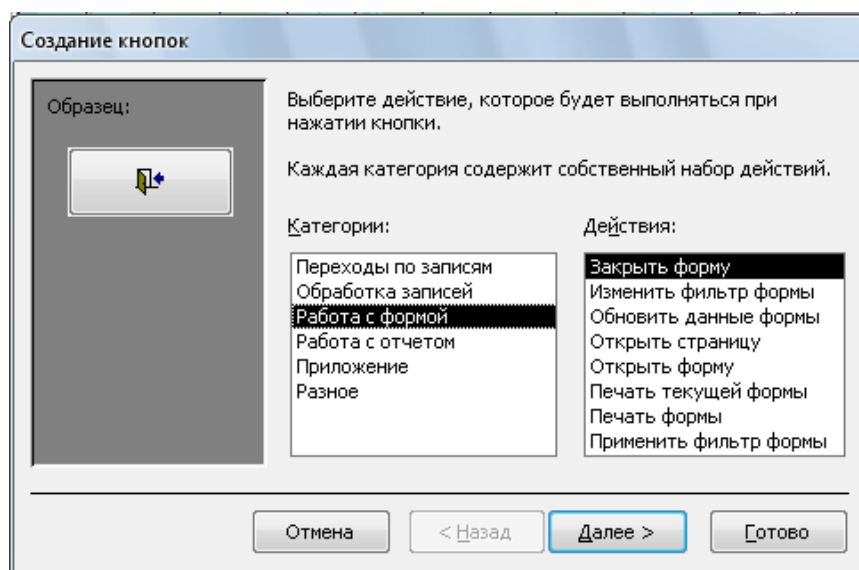 Создание кнопок
Образец:
Выберите действие, которое будет выполняться при
нажатии кнопки.
Каждая категория содержит собственный набор действий.
Категории:
Переходы по записям
Обработка записей
Работа с формой
Работа с отчетом
Приложение
Разное
Действия:
Закрыть форму
Изменить фильтр формы
Обновить данные формы
Открыть страницу
Открыть форму
Печать текущей формы
Печать формы
Применить фильтр формы
Отмена
< Назад
Далее >
Готово